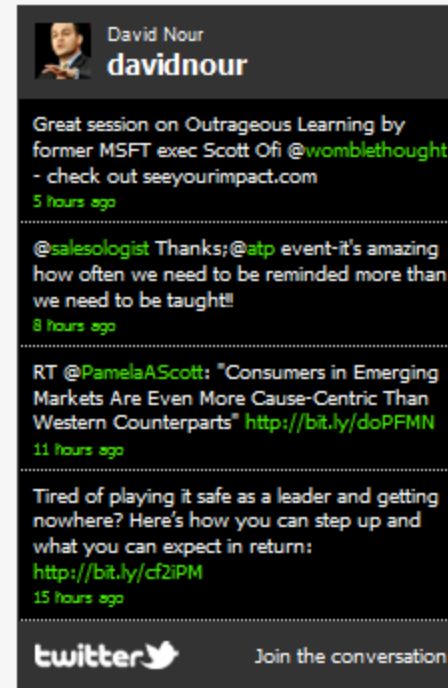 David Nour
davidnour
Great session on Outrageous Learning by
former MSFT exec Scott Ofi @womblethought
- check out seeyourimpact.com
5 hours ago
@salesologist Thanks;@atp event-it's amazing
how often we need to be reminded more than
we need to be taught!!
8 hours ago
RT @PamelaAScott: "Consumers in Emerging
Markets Are Even More Cause-Centric Than
Western Counterparts" http://bit.ly/doPFMN
11 hours ago
Tired of playing it safe as a leader and getting
nowhere? Here's how you can step up and
what you can expect in return:
http://bit.ly/cf2iPM
15 hours ago
twitter Join the conversation